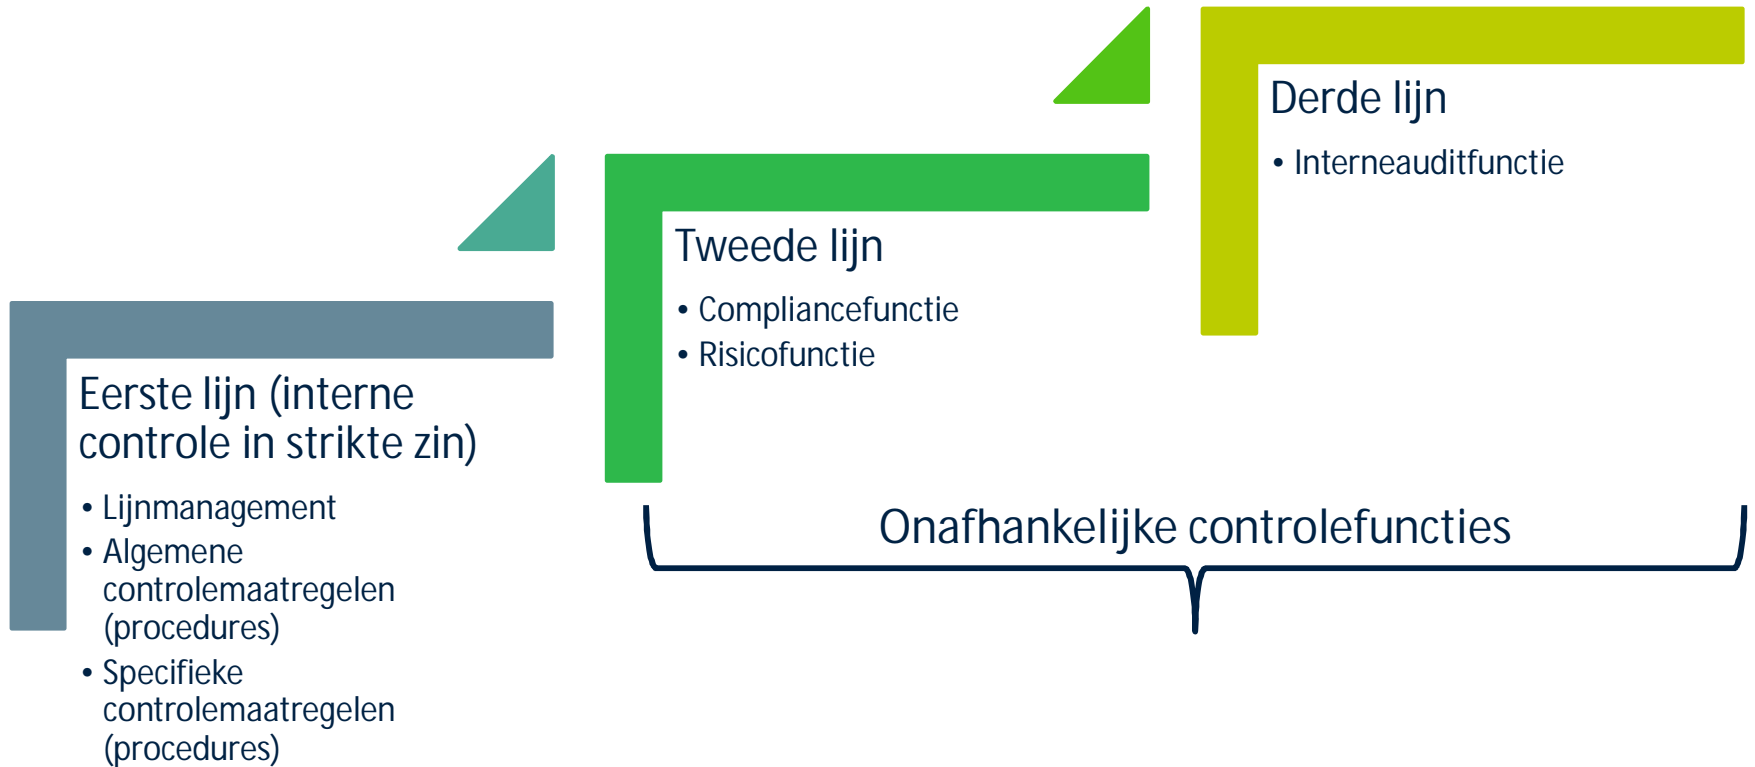 Eerste lijn (interne
controle in strikte zin)
• Lijnmanagement
• Algemene
controlemaatregelen
(procedures)
• Specifieke
controlemaatregelen
(procedures)
Tweede lijn
• Compliancefunctie
• Risicofunctie
Derde lijn
• Interneauditfunctie
Onafhankelijke controlefuncties